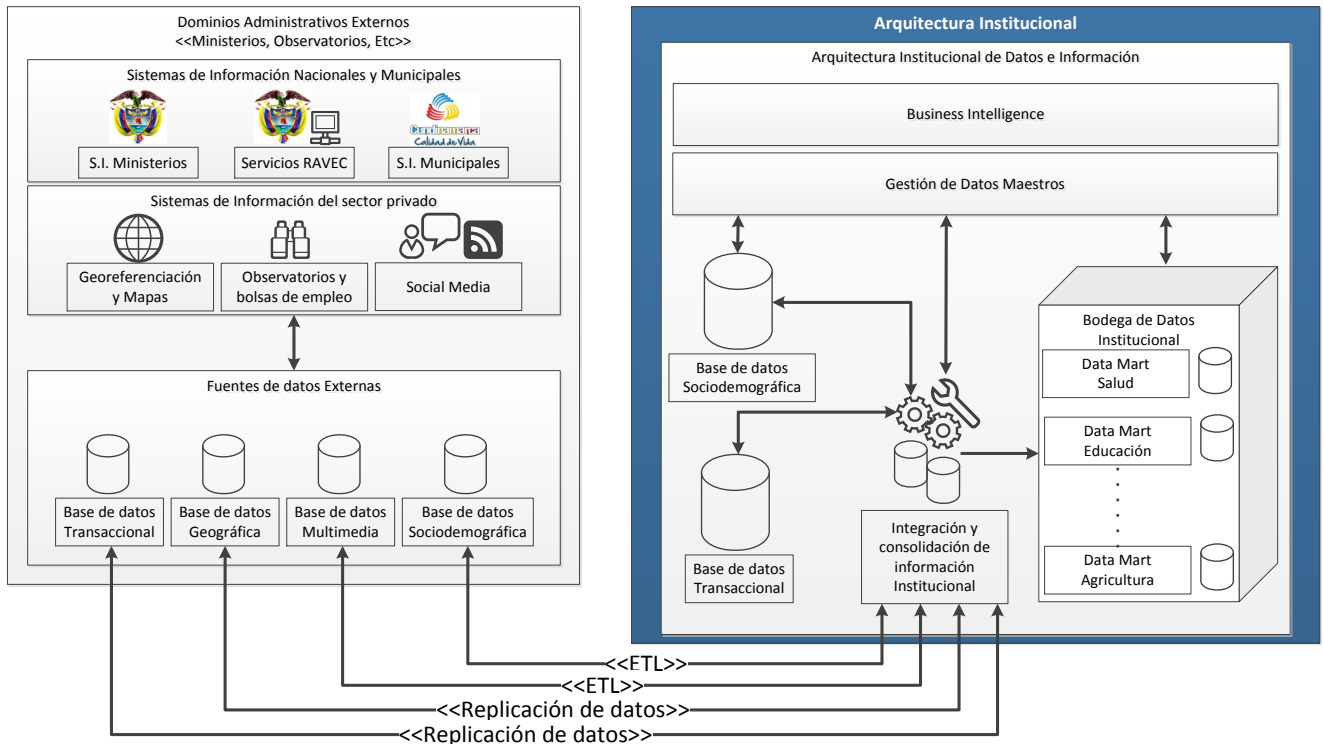 Dominios Administrativos Externos
<<Ministerios, Observatorios, Etc>>
Sistemas de Información Nacionales y Municipales
Cundinamarca
Calidad de Vida
S.I. Ministerios
Servicios RAVEC
S.I. Municipales
Sistemas de Información del sector privado
Georeferenciación
y Mapas
Observatorios y
bolsas de empleo
Social Media
Fuentes de datos Externas
Base de datos
Transaccional
Base de datos
Geográfica
Base de datos
Multimedia
Base de datos
Sociodemográfica
Arquitectura Institucional
Arquitectura Institucional de Datos e Información
Business Intelligence
Gestión de Datos Maestros
Base de datos
Sociodemográfica
Base de datos
Transaccional
Integración y
consolidación de
información
Institucional
Bodega de Datos
Institucional
Data Mart
Salud
Data Mart
Educación
Data Mart
Agricultura
<<ETL>>
<<ETL>>
<<Replicación de datos>>
<<Replicación de datos>>